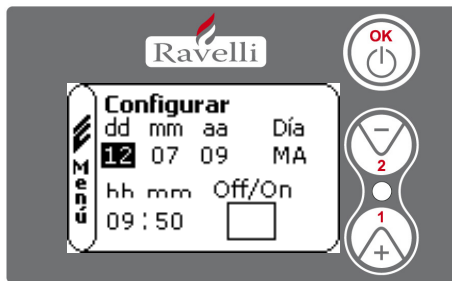 Ravelli
OK
Menú
Configurar
dd mm aa Día
12 07 09 MA
hh mm Off/On
09:50
2
1